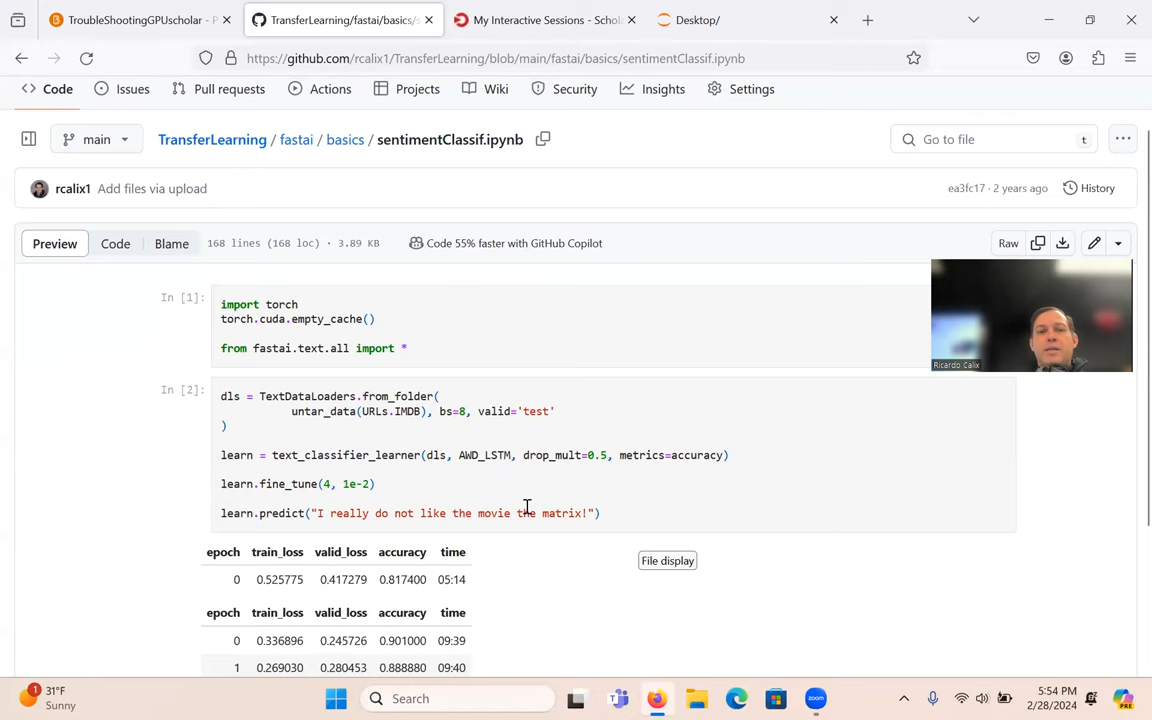 TroubleShootingGPUscholar - P
TransferLearning/fastai/basics/s
My Interactive Sessions - Schol
Desktop/
https://github.com/rcalix1/TransferLearning/blob/main/fastai/basics/sentimentClassif.ipynb
Code Issues Pull requests Actions Projects Wiki Security Insights Settings
main TransferLearning / fastai / basics / sentimentClassif.ipynb Go to file t
rcalix1 Add files via upload ea3fc17 · 2 years ago History
Preview Code Blame 168 lines (168 loc) · 3.89 KB Code 55% faster with GitHub Copilot Raw
In [1]:
import torch
torch.cuda.empty_cache()
from fastai.text.all import *
Ricardo Calix
In [2]:
dls = TextDataLoaders.from_folder(
untar_data(URLs.IMDB), bs=8, valid='test'
)
learn = text_classifier_learner(dls, AWD_LSTM, drop_mult=0.5, metrics=accuracy)
learn.fine_tune(4, 1e-2)
learn.predict("I really do not like the movie the matrix!")
epoch train_loss valid_loss accuracy time
0 0.525775 0.417279 0.817400 05:14
File display
epoch train_loss valid_loss accuracy time
0 0.336896 0.245726 0.901000 09:39
1 0.269030 0.280453 0.888880 09:40
1
31°F
Sunny
Search
zoom
5:54 PM
2/28/2024
PRE